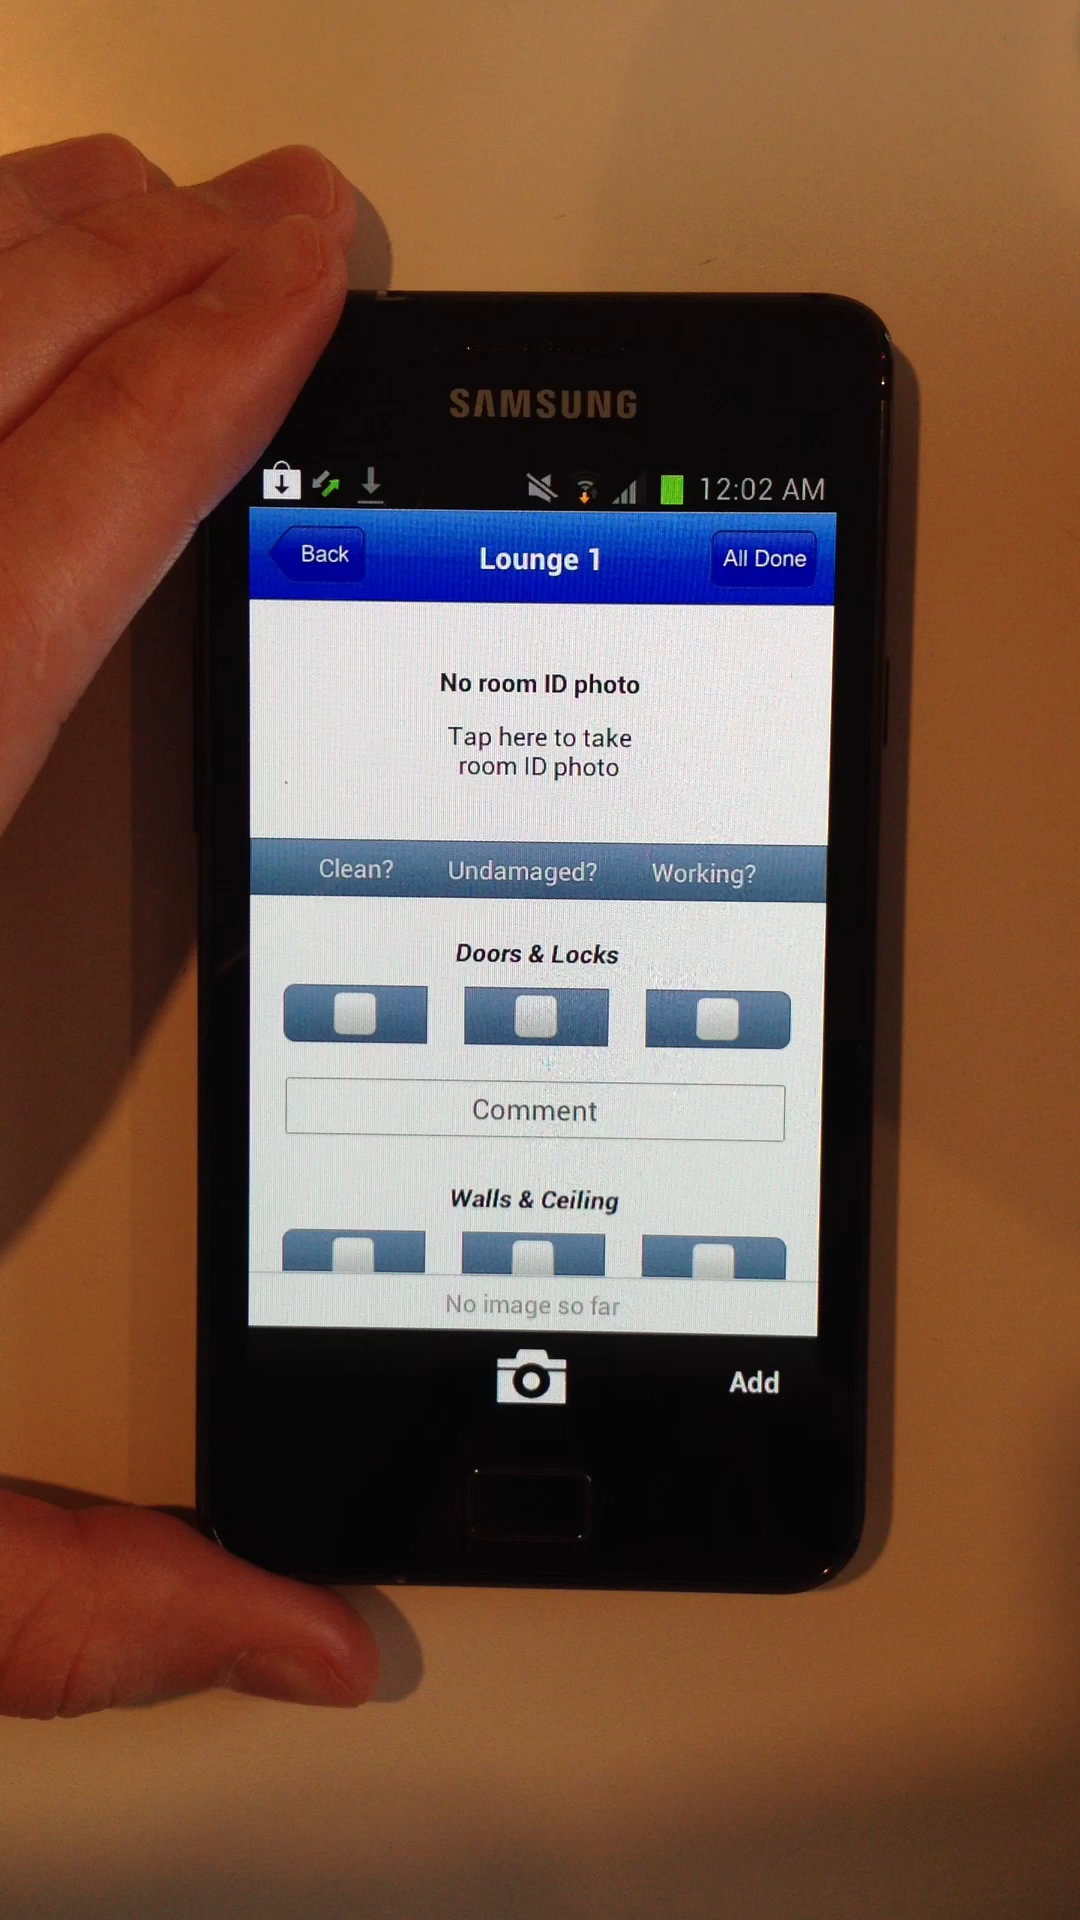 SAMSUNG
12:02 AM
Back
Lounge 1
All Done
No room ID photo
Tap here to take
room ID photo
Clean? Undamaged? Working?
Doors & Locks
Comment
Walls & Ceiling
No image so far
Add